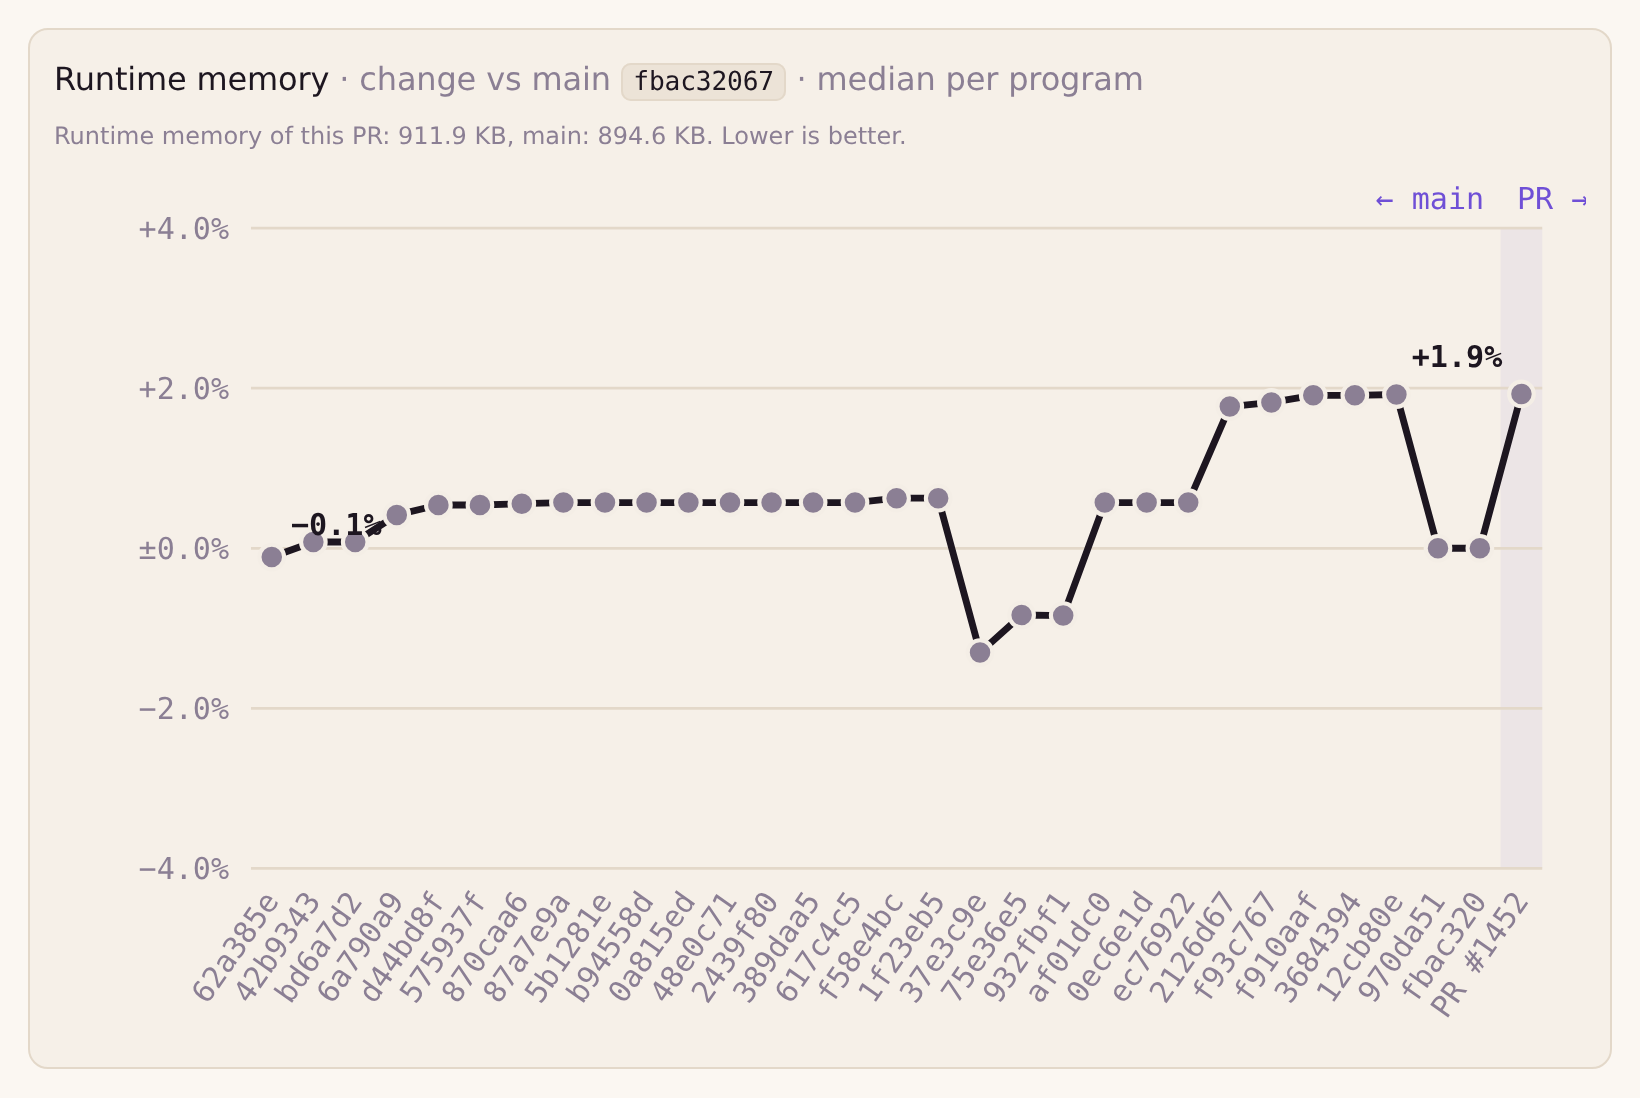 Runtime memory · change vs main fbac32067 · median per program
Runtime memory of this PR: 911.9 KB, main: 894.6 KB. Lower is better.
← main PR →
+4.0%
+2.0%
±0.0%
−2.0%
−4.0%
−0.1%
+1.9%
62a385e
42b9343
bd6a7d2
6a790a9
d44bd8f
575937f
870caa6
87a7e9a
5b1281e
b94558d
0a815ed
48e0c71
2439f80
389daa5
617c4c5
f58e4bc
1f23eb5
37e3c9e
75e36e5
932fbf1
af01dc0
0ec6e1d
ec76922
2126d67
f93c767
f910aaf
3684394
12cb80e
970da51
fbac320
PR #1452